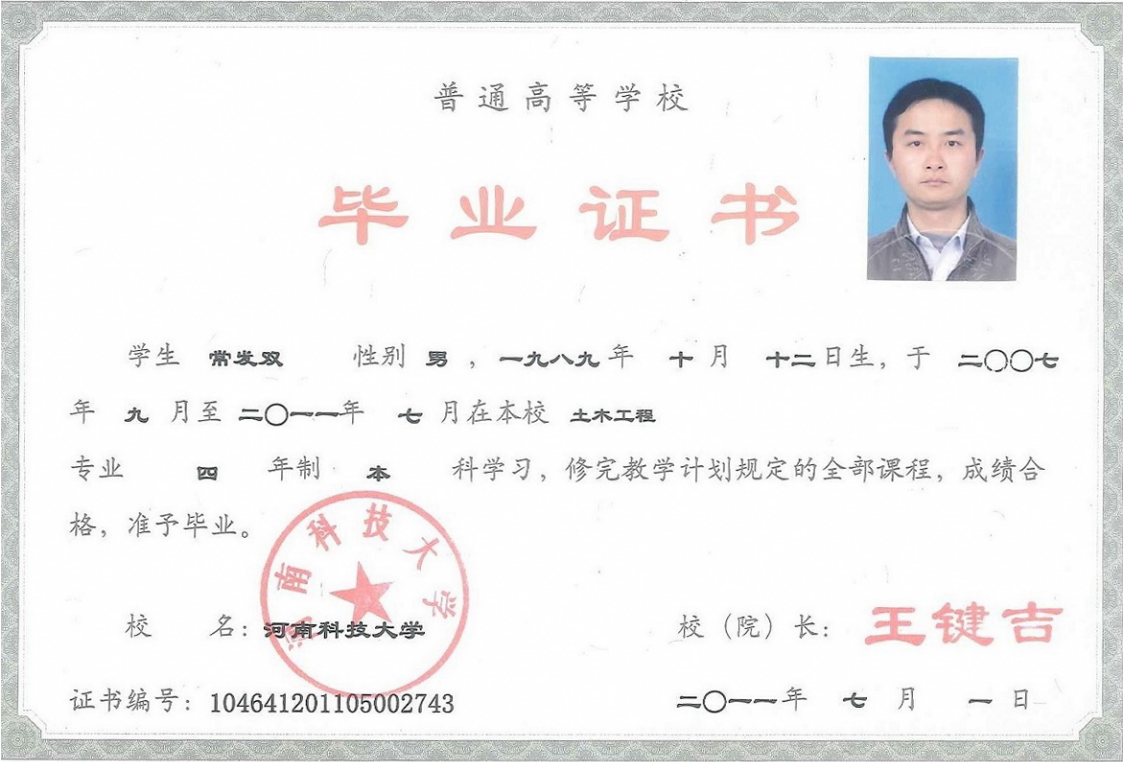 普通高等学校
毕业证书
学生 常发双 性别 男 ，一九八九年 十 月 十二日生，于 二〇〇七
年 九 月至 二〇一一年 七 月在本校 土木工程
专业 四 年制 本 科学习，修完教学计划规定的全部课程，成绩合
格，准予毕业。
河南科技大学
校 名：河南科技大学
校（院）长：王键吉
证书编号：104641201105002743
二〇一一年 七 月 一 日